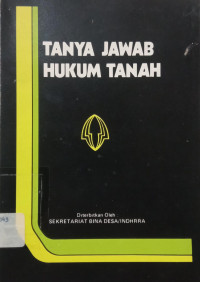 TANYA JAWAB
HUKUM TANAH
Diterbitkan Oleh
SEKRETARIAT BINA DESA/INDHRRA